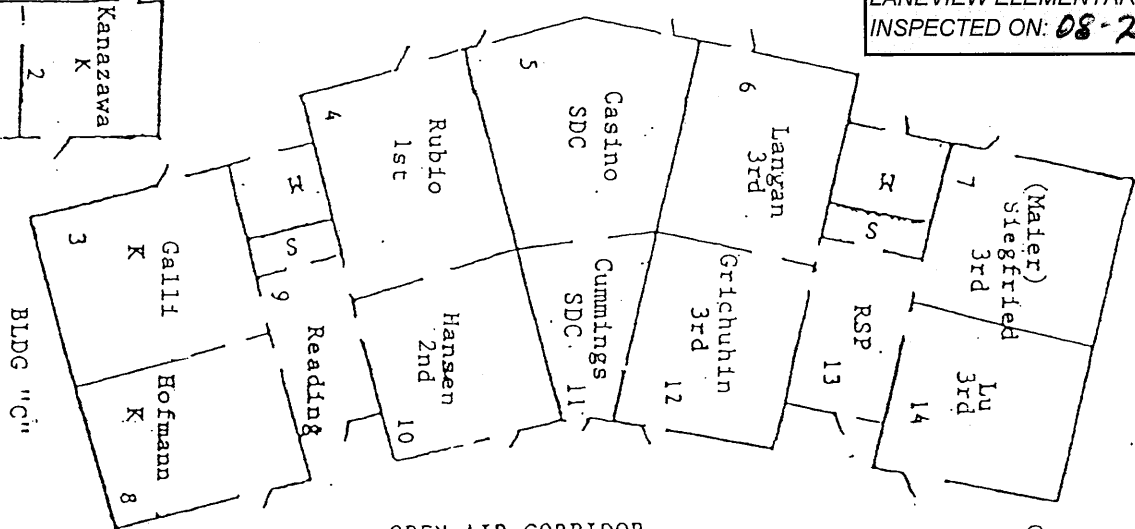 LANEVIEW ELEMENTAR
INSPECTED ON: 08-2
Kanazawa
K
2
3
Galli
K
Hofmann
K
8
BLDG "C"
W
S
9
Reading
4
Rubio
1st
Hansen
2nd
10
5
Casino
SDC
Cummings
SDC
11
6
Langan
3rd
Grichuhin
3rd
12
W
S
RSP
13
7
(Maier)
Siegfried
3rd
Lu
3rd
14
OPEN AIR CORRIDOR